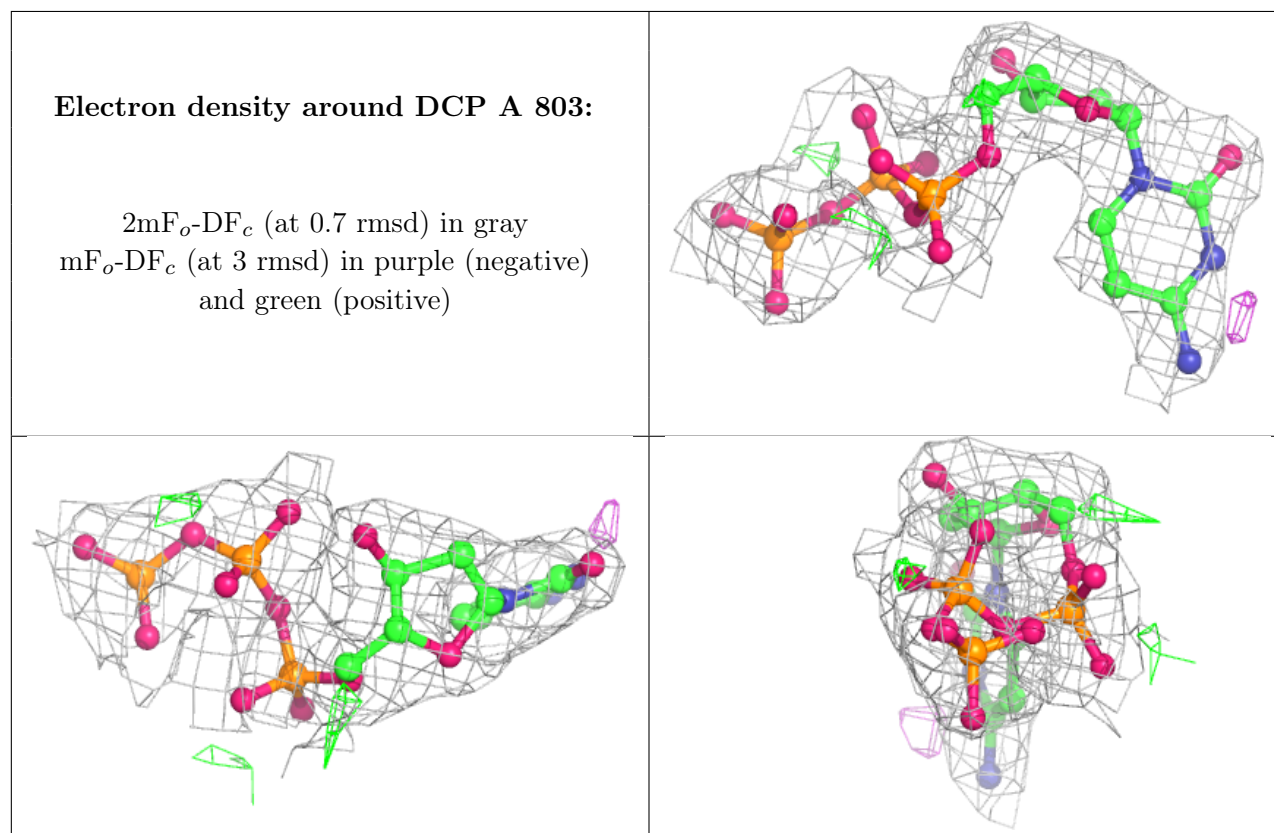 Electron density around DCP A 803:
2mFo-DFc (at 0.7 rmsd) in gray
mFo-DFc (at 3 rmsd) in purple (negative)
and green (positive)